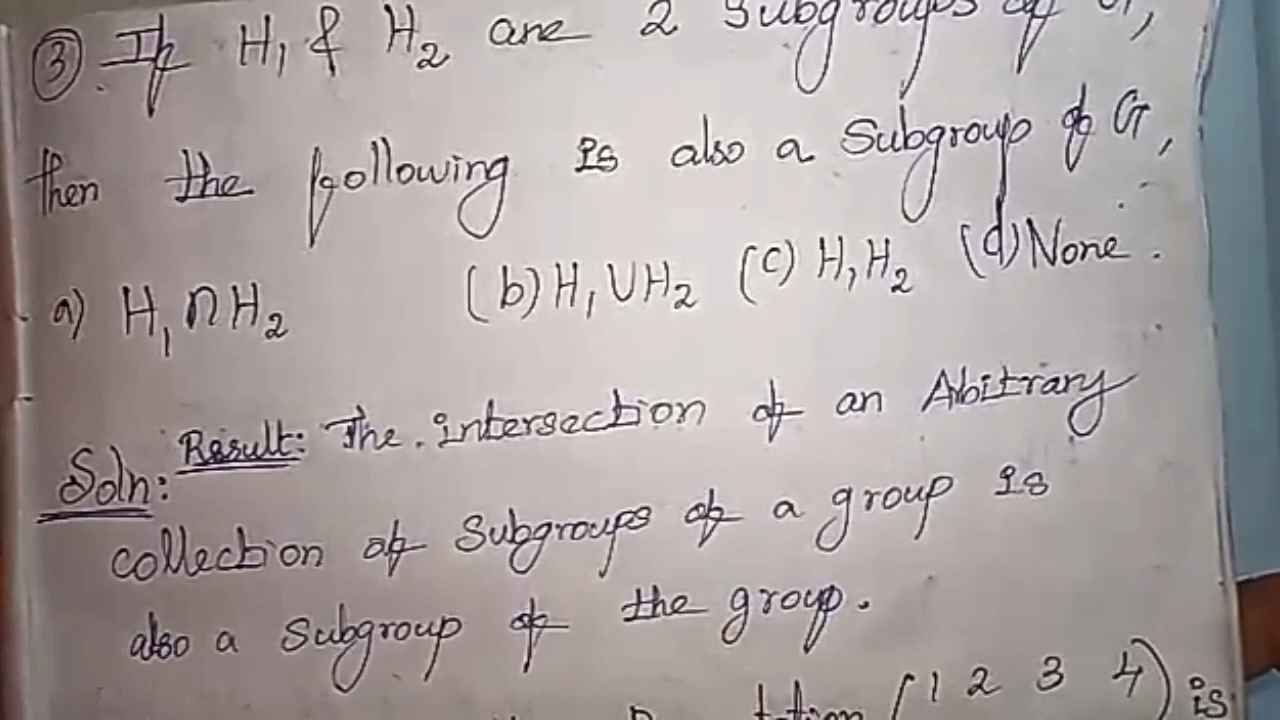 ③. If H₁ & H₂ are 2 Subgroups of G,
then the following is also a Subgroup of G,
a) H₁ ∩ H₂ (b) H₁ ∪ H₂ (c) H₁H₂ (d) None.
Soln: Result: The intersection of an Abitrary
collection of Subgroups of a group is
also a Subgroup of the group.
(1 2 3 4) is